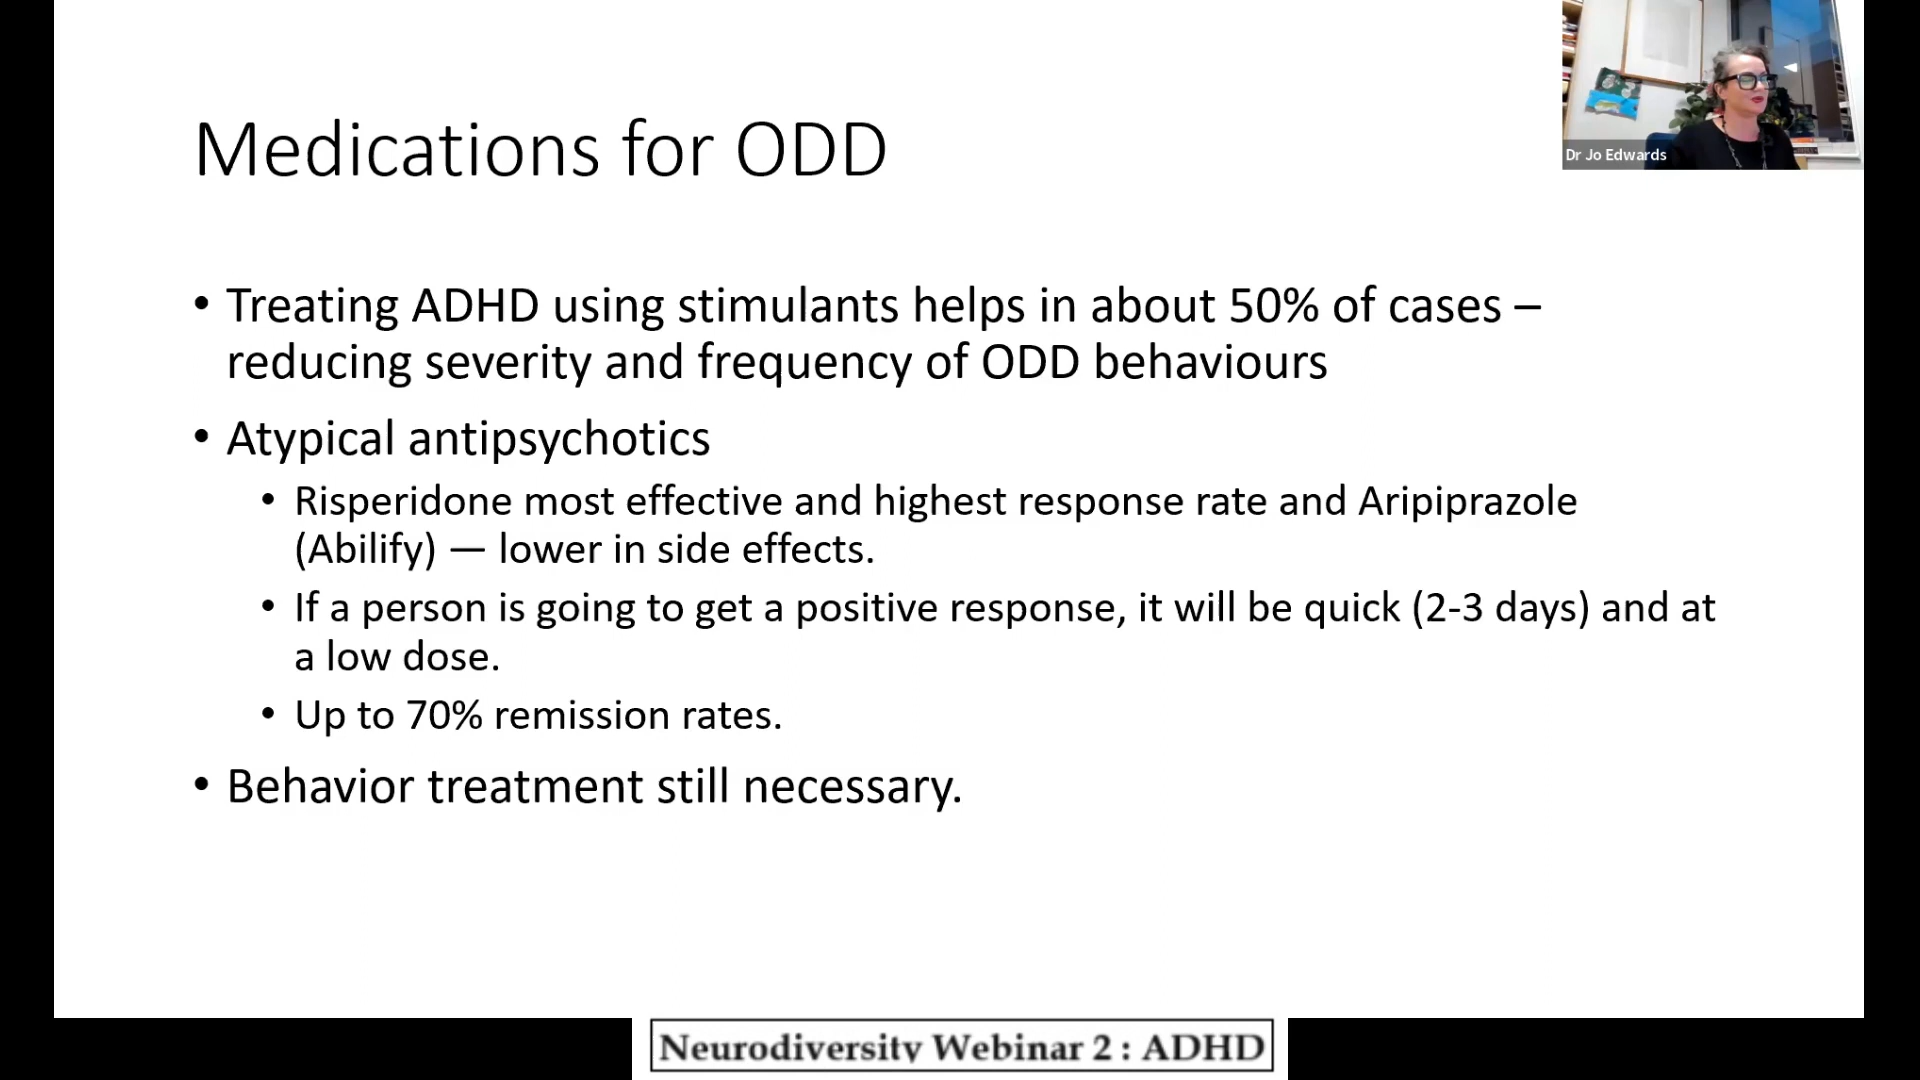 Medications for ODD
Dr Jo Edwards
• Treating ADHD using stimulants helps in about 50% of cases –
reducing severity and frequency of ODD behaviours
• Atypical antipsychotics
• Risperidone most effective and highest response rate and Aripiprazole
(Abilify) — lower in side effects.
• If a person is going to get a positive response, it will be quick (2-3 days) and at
a low dose.
• Up to 70% remission rates.
• Behavior treatment still necessary.
Neurodiversity Webinar 2 : ADHD